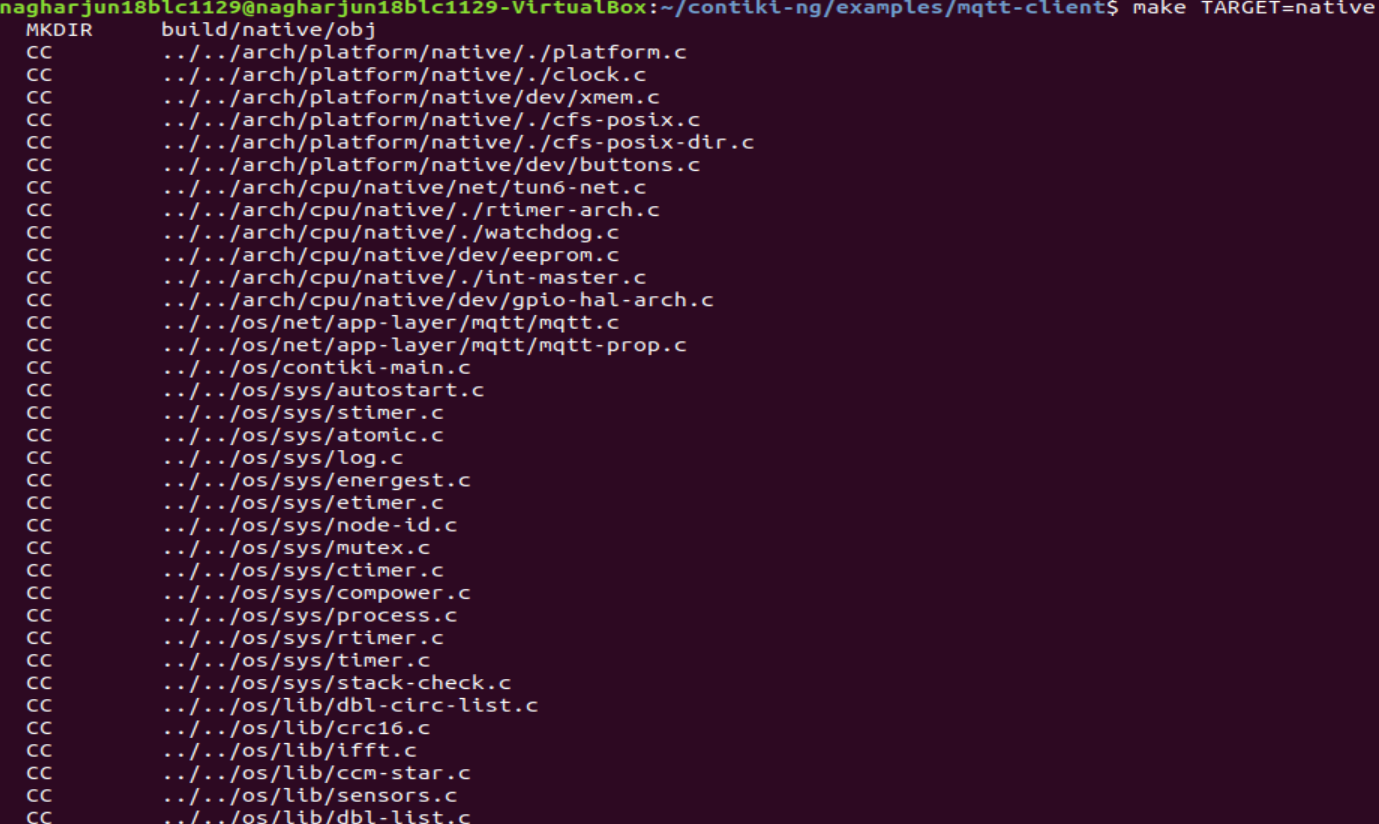 nagharjun18blc1129@nagharjun18blc1129-VirtualBox:~/contiki-ng/examples/mqtt-client$ make TARGET=native
MKDIR build/native/obj
CC ../../arch/platform/native/./platform.c
CC ../../arch/platform/native/./clock.c
CC ../../arch/platform/native/dev/xmem.c
CC ../../arch/platform/native/./cfs-posix.c
CC ../../arch/platform/native/./cfs-posix-dir.c
CC ../../arch/platform/native/dev/buttons.c
CC ../../arch/cpu/native/net/tun6-net.c
CC ../../arch/cpu/native/./rtimer-arch.c
CC ../../arch/cpu/native/./watchdog.c
CC ../../arch/cpu/native/dev/eeprom.c
CC ../../arch/cpu/native/./int-master.c
CC ../../arch/cpu/native/dev/gpio-hal-arch.c
CC ../../os/net/app-layer/mqtt/mqtt.c
CC ../../os/net/app-layer/mqtt/mqtt-prop.c
CC ../../os/contiki-main.c
CC ../../os/sys/autostart.c
CC ../../os/sys/stimer.c
CC ../../os/sys/atomic.c
CC ../../os/sys/log.c
CC ../../os/sys/energest.c
CC ../../os/sys/etimer.c
CC ../../os/sys/node-id.c
CC ../../os/sys/mutex.c
CC ../../os/sys/ctimer.c
CC ../../os/sys/compower.c
CC ../../os/sys/process.c
CC ../../os/sys/rtimer.c
CC ../../os/sys/timer.c
CC ../../os/sys/stack-check.c
CC ../../os/lib/dbl-circ-list.c
CC ../../os/lib/crc16.c
CC ../../os/lib/ifft.c
CC ../../os/lib/ccm-star.c
CC ../../os/lib/sensors.c
CC ../../os/lib/dbl-list.c